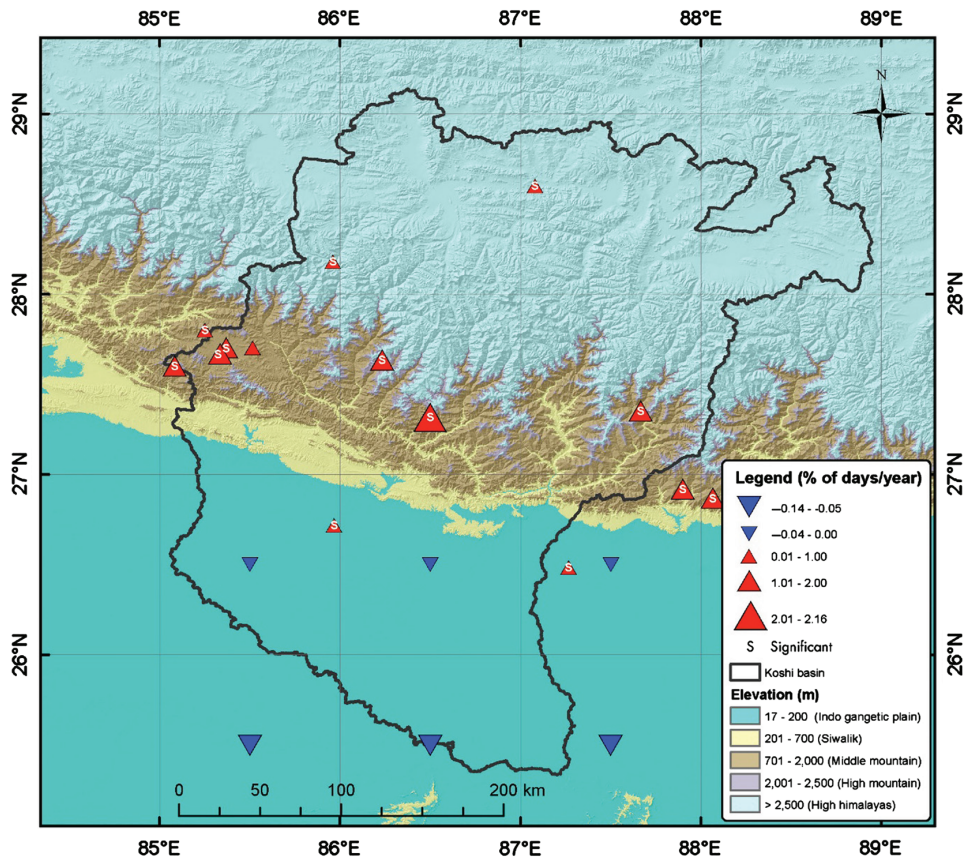 85°E 86°E 87°E 88°E 89°E
N
29°N 29°N
S
S
28°N 28°N
S
S
S
S
S
S
S
27°N 27°N
S
S
S
S
26°N 26°N
Legend (% of days/year)
–0.14 - -0.05
–0.04 - 0.00
0.01 - 1.00
1.01 - 2.00
2.01 - 2.16
S Significant
Koshi basin
Elevation (m)
17 - 200 (Indo gangetic plain)
201 - 700 (Siwalik)
701 - 2,000 (Middle mountain)
2,001 - 2,500 (High mountain)
> 2,500 (High himalayas)
0 50 100 200 km
85°E 86°E 87°E 88°E 89°E